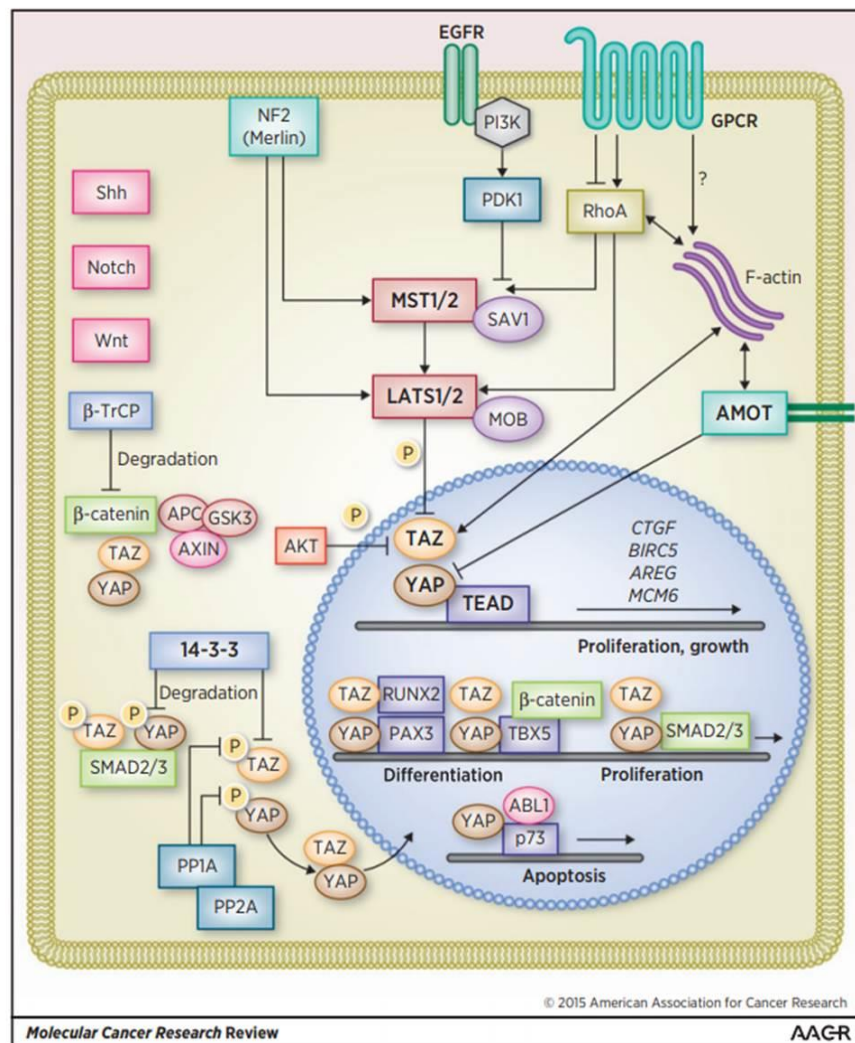 EGFR
NF2
(Merlin)
PI3K
GPCR
Shh
PDK1
RhoA
?
Notch
F-actin
MST1/2
SAV1
Wnt
β-TrCP
LATS1/2
MOB
AMOT
Degradation
P
β-catenin
APC
GSK3
AXIN
TAZ
YAP
P
AKT
TAZ
YAP
TEAD
CTGF
BIRC5
AREG
MCM6
Proliferation, growth
14-3-3
Degradation
P
TAZ
P
YAP
SMAD2/3
P
TAZ
P
YAP
TAZ
YAP
PP1A
PP2A
TAZ
RUNX2
TAZ
β-catenin
TAZ
YAP
PAX3
YAP
TBX5
YAP
SMAD2/3
Differentiation
Proliferation
YAP
ABL1
p73
Apoptosis
© 2015 American Association for Cancer Research
Molecular Cancer Research Review
AACR